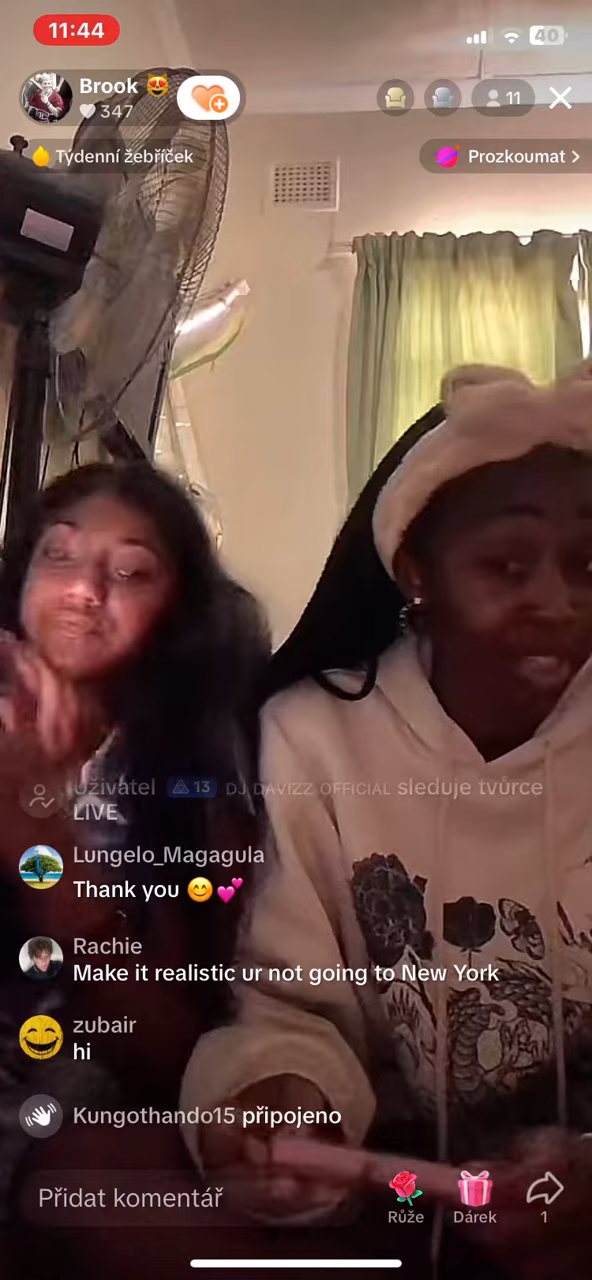 11:44
40
Brook 😻
347
11
Týdenní žebříček
Prozkoumat >
Uživatel 13 DJ DAVIZZ OFFICIAL sleduje tvůrce
LIVE
Lungelo_Magagula
Thank you 😊💕
Rachie
Make it realistic ur not going to New York
zubair
hi
Kungothando15 připojeno
Přidat komentář
Růže
Dárek
1